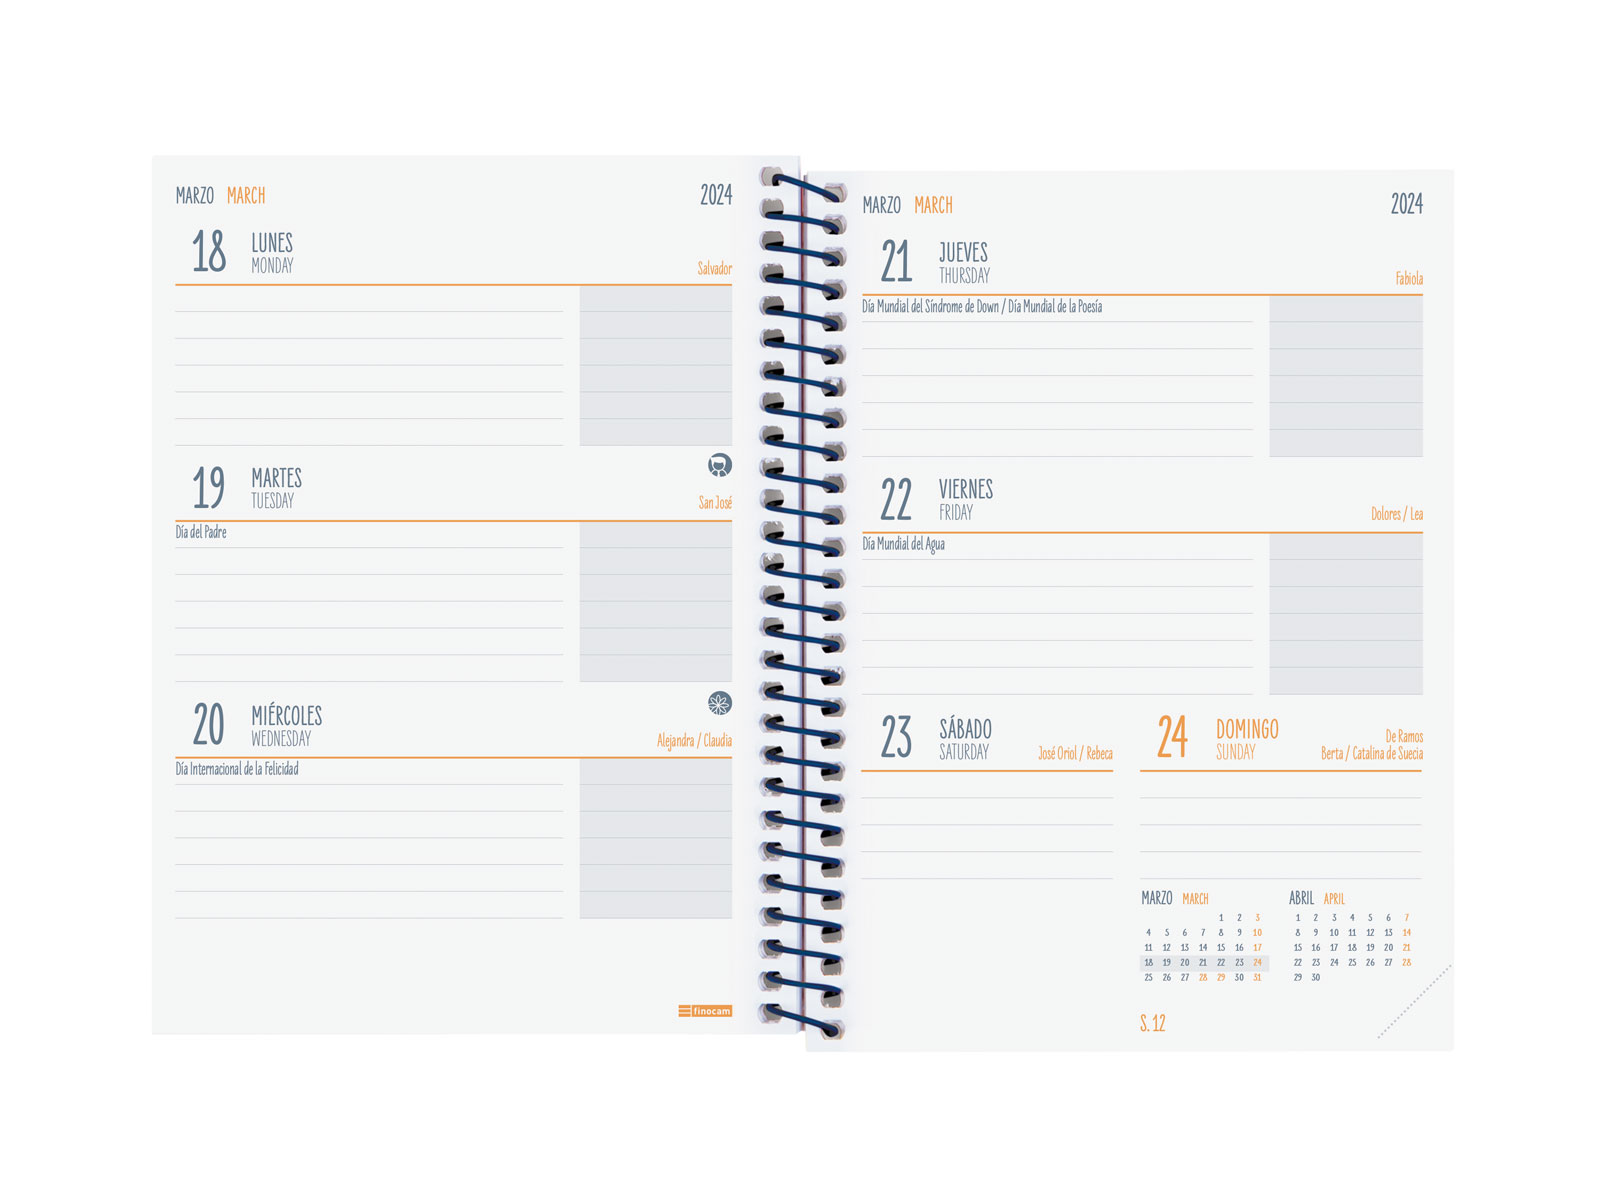 MARZO MARCH 2024
18 LUNES
MONDAY
Salvador
19 MARTES
TUESDAY
San José
Día del Padre
20 MIÉRCOLES
WEDNESDAY
Alejandra / Claudia
Día Internacional de la Felicidad
finocam
MARZO MARCH 2024
21 JUEVES
THURSDAY
Fabiola
Día Mundial del Síndrome de Down / Día Mundial de la Poesía
22 VIERNES
FRIDAY
Dolores / Lea
Día Mundial del Agua
23 SÁBADO
SATURDAY
José Oriol / Rebeca
24 DOMINGO
SUNDAY
De Ramos
Berta / Catalina de Suecia
MARZO MARCH
1 2 3
4 5 6 7 8 9 10
11 12 13 14 15 16 17
18 19 20 21 22 23 24
25 26 27 28 29 30 31
ABRIL APRIL
1 2 3 4 5 6 7
8 9 10 11 12 13 14
15 16 17 18 19 20 21
22 23 24 25 26 27 28
29 30
S. 12